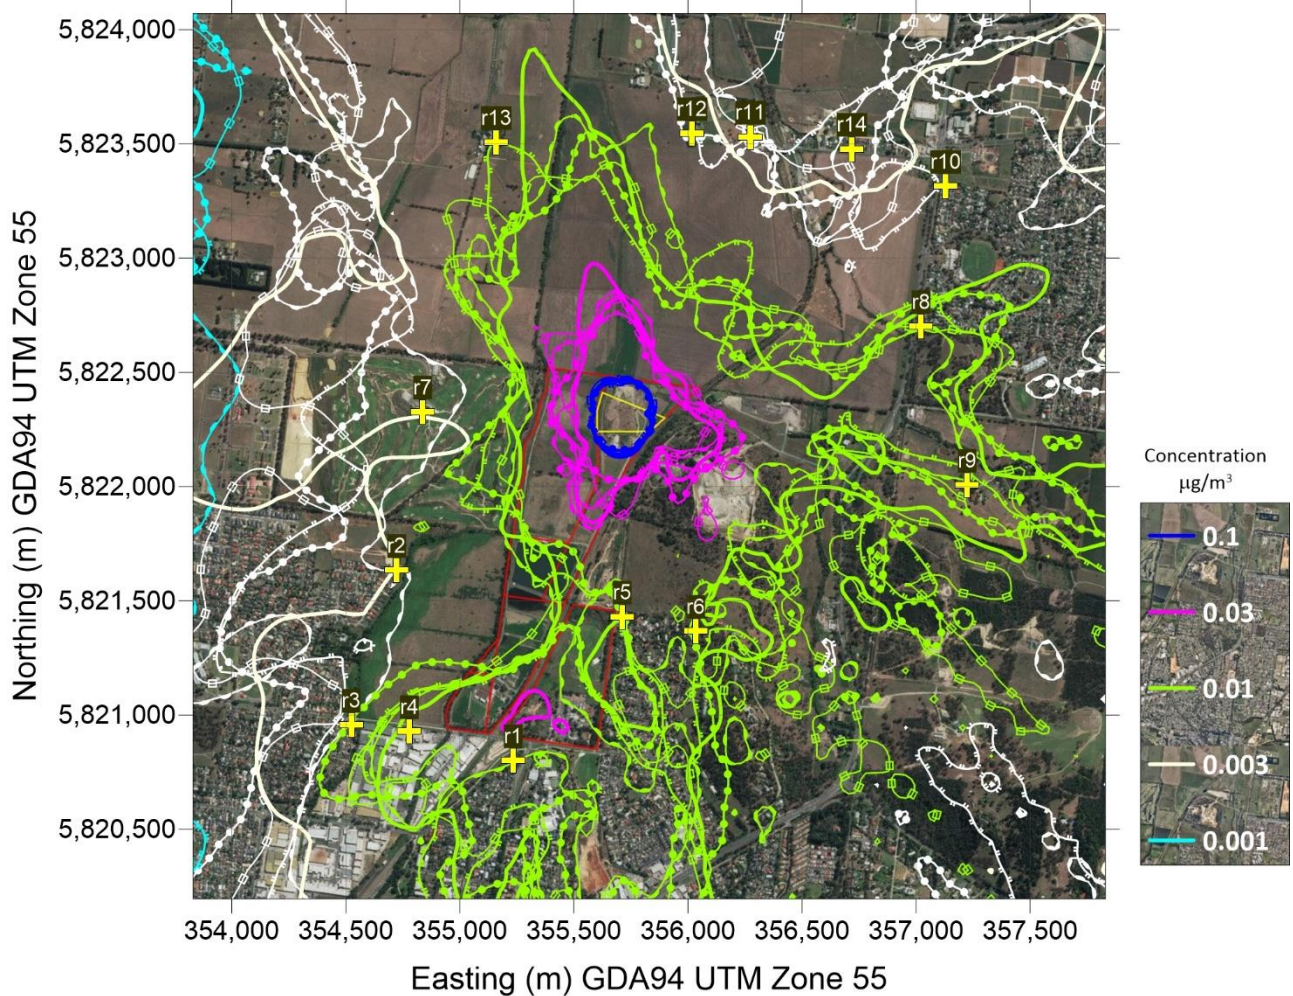 5,824,000
5,823,500
5,823,000
5,822,500
5,822,000
5,821,500
5,821,000
5,820,500
Northing (m) GDA94 UTM Zone 55
r12
r11
r13
r14
r10
r8
r7
r9
r2
r5
r6
r3
r4
r1
354,000 354,500 355,000 355,500 356,000 356,500 357,000 357,500
Easting (m) GDA94 UTM Zone 55
Concentration
µg/m³
0.1
0.03
0.01
0.003
0.001